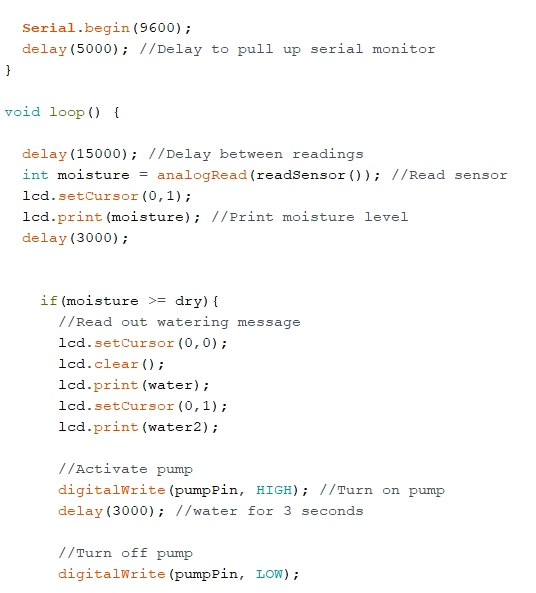 Serial.begin(9600);
delay(5000); //Delay to pull up serial monitor
}
void loop() {
delay(15000); //Delay between readings
int moisture = analogRead(readSensor()); //Read sensor
lcd.setCursor(0,1);
lcd.print(moisture); //Print moisture level
delay(3000);
if(moisture >= dry){
//Read out watering message
lcd.setCursor(0,0);
lcd.clear();
lcd.print(water);
lcd.setCursor(0,1);
lcd.print(water2);
//Activate pump
digitalWrite(pumpPin, HIGH); //Turn on pump
delay(3000); //water for 3 seconds
//Turn off pump
digitalWrite(pumpPin, LOW);